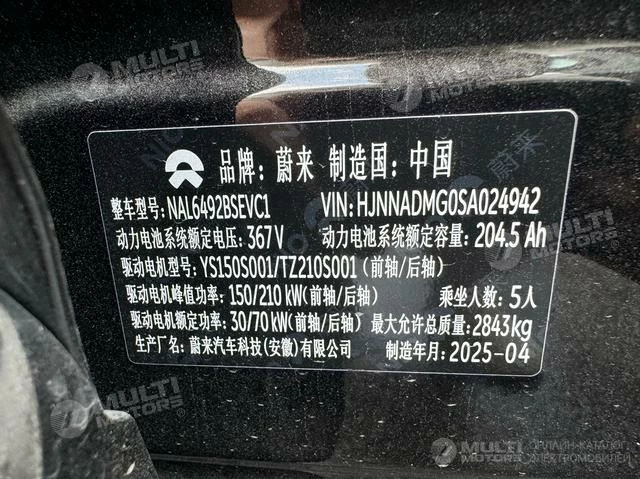 品牌: 蔚来 制造国: 中国
整车型号: NAL6492BSEVC1 VIN: HJNNADMG0SA024942
动力电池系统额定电压: 367V 动力电池系统额定容量: 204.5Ah
驱动电机型号: YS150S001/TZ210S001 (前轴/后轴)
驱动电机峰值功率: 150/210 kW(前轴/后轴) 乘坐人数: 5人
驱动电机额定功率: 30/70 kW(前轴/后轴) 最大允许总质量: 2843kg
生产厂名: 蔚来汽车科技(安徽)有限公司 制造年月: 2025-04
MULTI MOTORS
MULTI MOTORS
MULTI MOTORS
MULTI MOTORS
ОНЛАЙН-КАТАЛОГ
ЭЛЕКТРОМОБИЛЕЙ